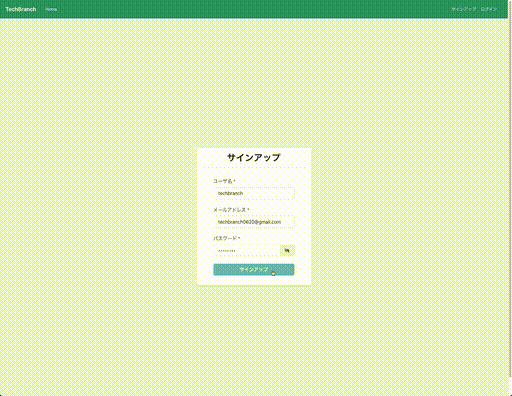 TechBranch Home サインアップ ログイン
サインアップ
ユーザ名 *
techbranch
メールアドレス *
techbranch0620@gmail.com
パスワード *
サインアップ